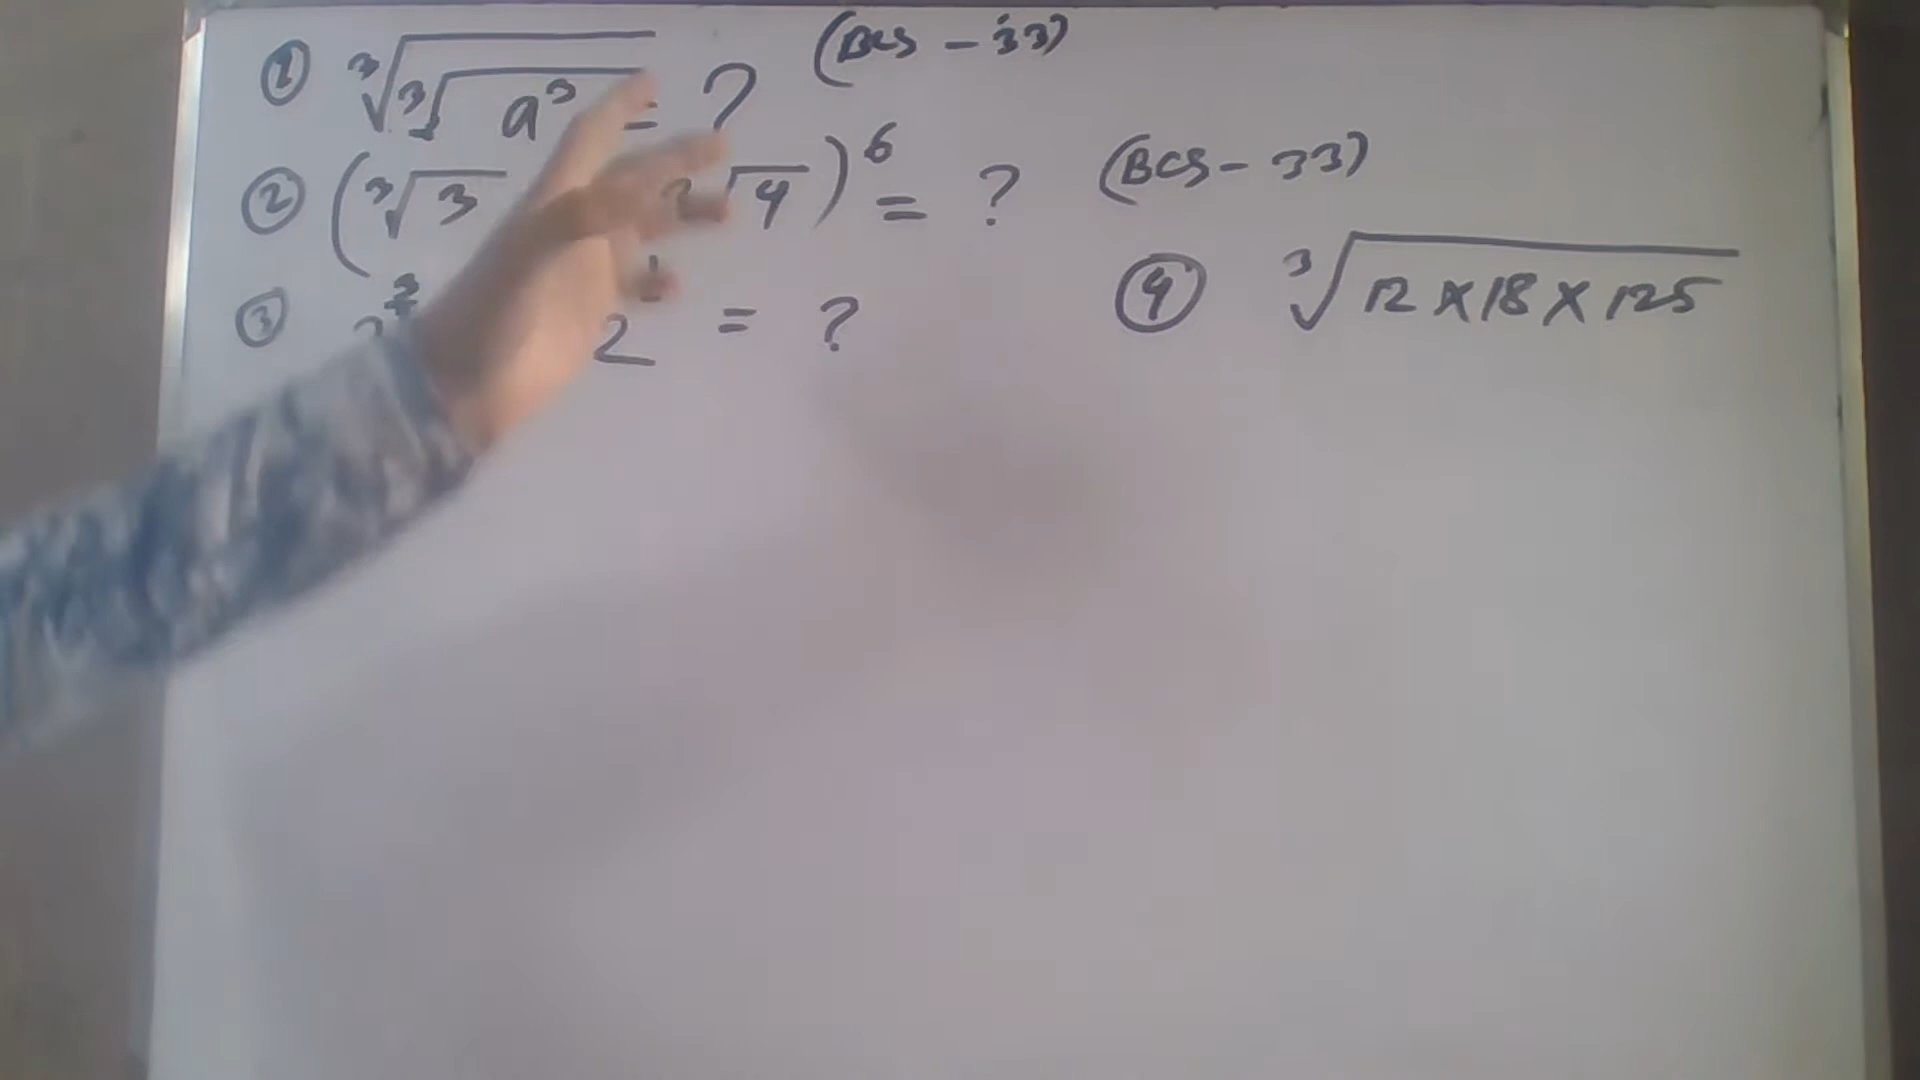 ① ∛(∛(a³)) = ? (BCS - 33)
② (∛3 √4)⁶ = ? (BCS - 33)
③ 2 = ?
④ ∛(12 × 18 × 125)